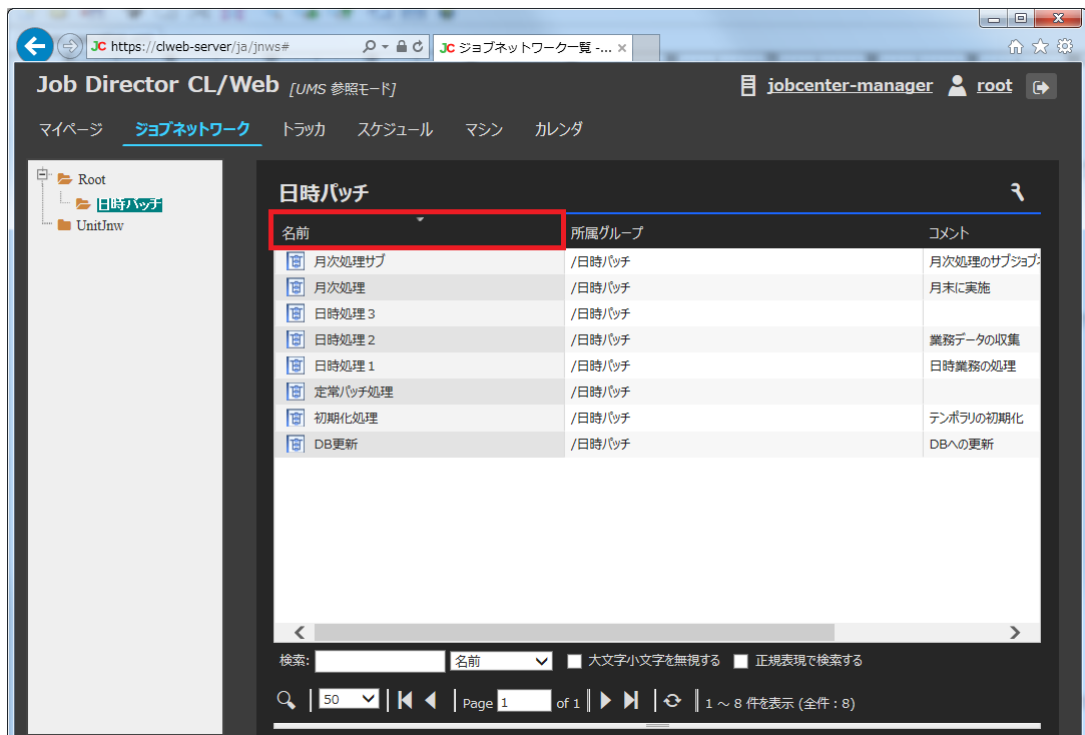 JC https://clweb-server/ja/jnws#
JC ジョブネットワーク一覧 -... ×
Job Director CL/Web [UMS 参照モード]
jobcenter-manager root
マイページ ジョブネットワーク トラッカ スケジュール マシン カレンダ
Root
日時バッチ
UnitJnw
日時バッチ
名前 所属グループ コメント
月次処理サブ /日時バッチ 月次処理のサブジョブネ
月次処理 /日時バッチ 月末に実施
日時処理3 /日時バッチ
日時処理2 /日時バッチ 業務データの収集
日時処理1 /日時バッチ 日時業務の処理
定常バッチ処理 /日時バッチ
初期化処理 /日時バッチ テンポラリの初期化
DB更新 /日時バッチ DBへの更新
検索: 名前 大文字小文字を無視する 正規表現で検索する
50 Page 1 of 1 1 ～ 8 件を表示 (全件 : 8)